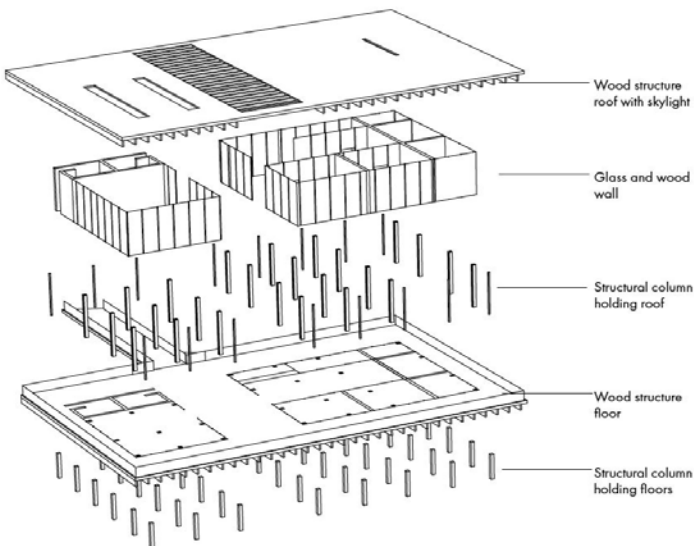 Wood structure
roof with skylight
Glass and wood
wall
Structural column
holding roof
Wood structure
floor
Structural column
holding floors